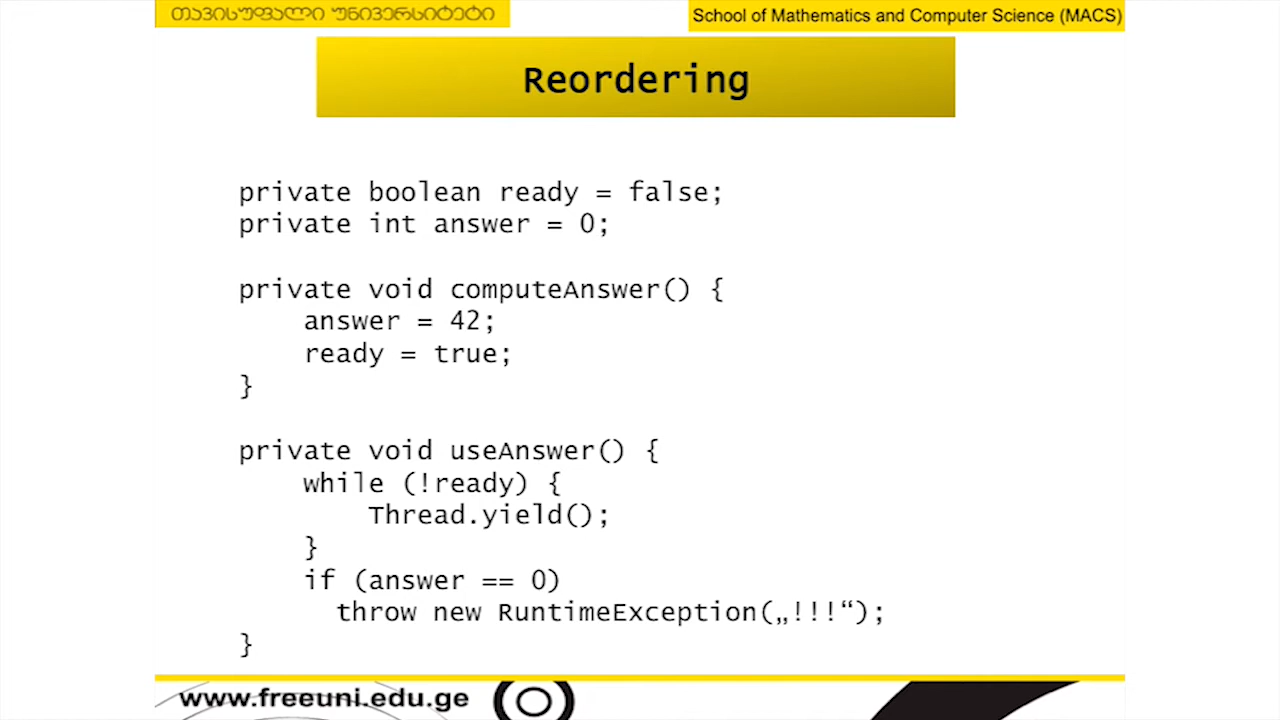 თავისუფალი უნივერსიტეტი
School of Mathematics and Computer Science (MACS)
Reordering
private boolean ready = false;
private int answer = 0;
private void computeAnswer() {
answer = 42;
ready = true;
}
private void useAnswer() {
while (!ready) {
Thread.yield();
}
if (answer == 0)
throw new RuntimeException(„!!!“);
}
www.freeuni.edu.ge